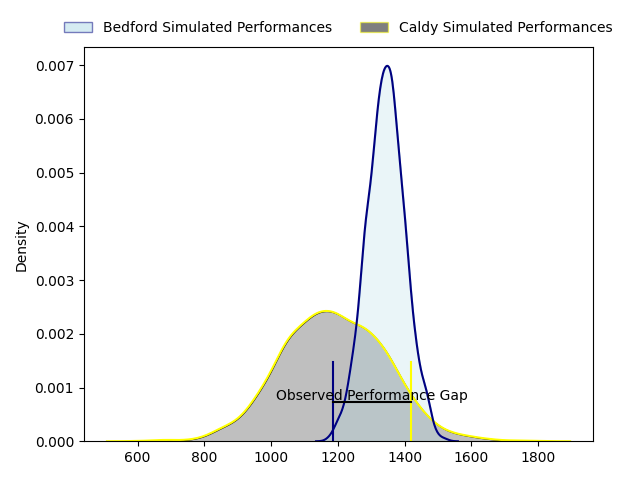 Bedford Simulated Performances
Caldy Simulated Performances
0.007
0.006
0.005
0.004
0.003
0.002
0.001
0.000
Density
Observed Performance Gap
600 800 1000 1200 1400 1600 1800